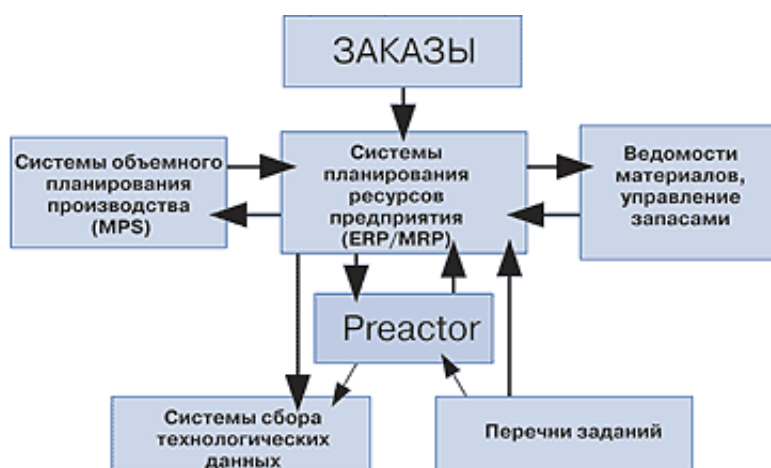 ЗАКАЗЫ
Системы объемного
планирования
производства
(MPS)
Системы
планирования
ресурсов
предприятия
(ERP/MRP)
Ведомости
материалов,
управление
запасами
Preactor
Системы сбора
технологических
данных
Перечни заданий